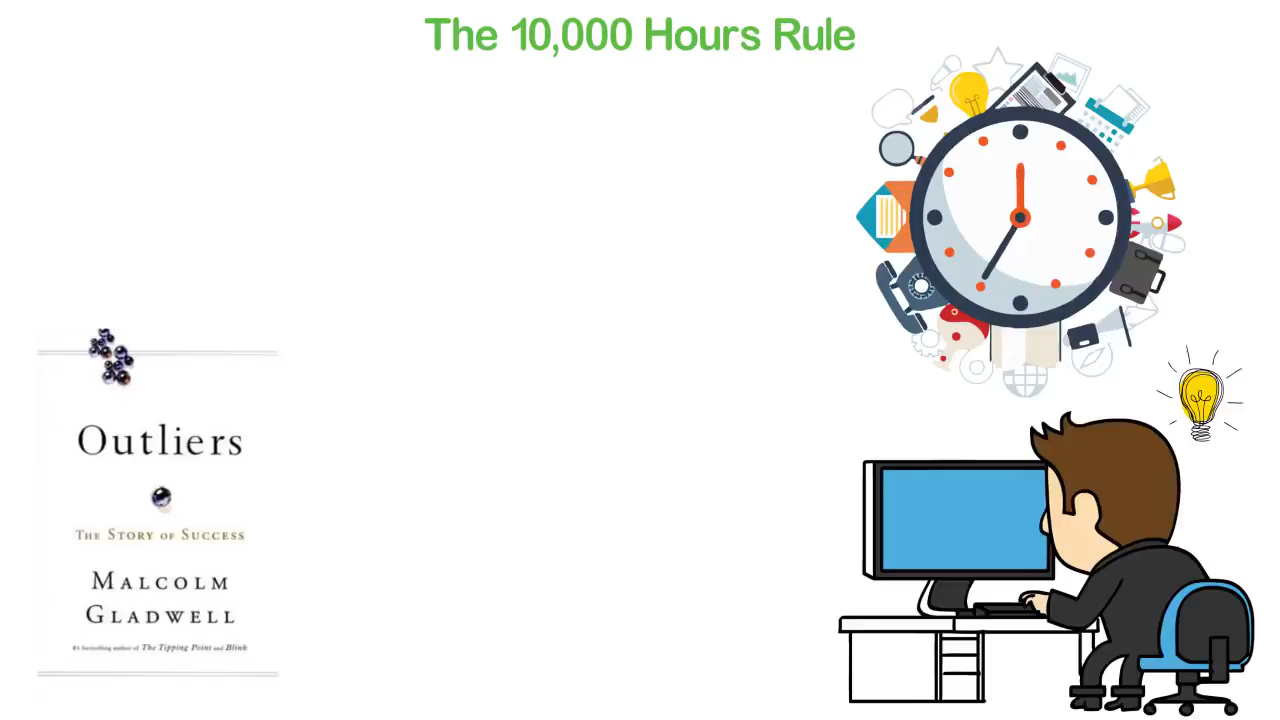 The 10,000 Hours Rule
Outliers
THE STORY OF SUCCESS
MALCOLM
GLADWELL
#1 bestselling author of The Tipping Point and Blink